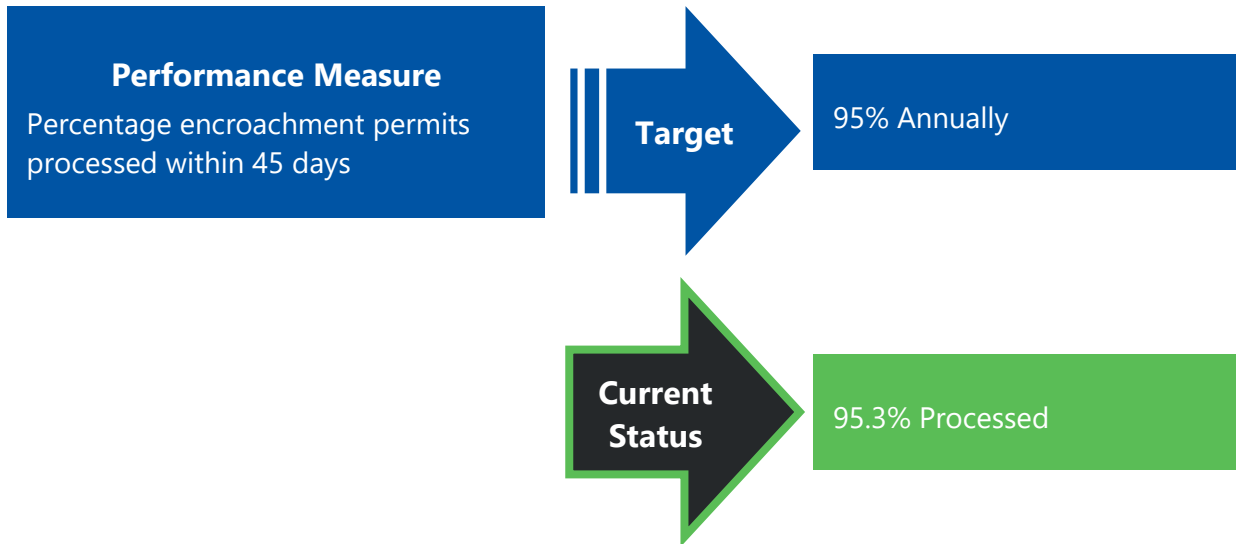 Performance Measure
Percentage encroachment permits
processed within 45 days
Target
95% Annually
Current
Status
95.3% Processed